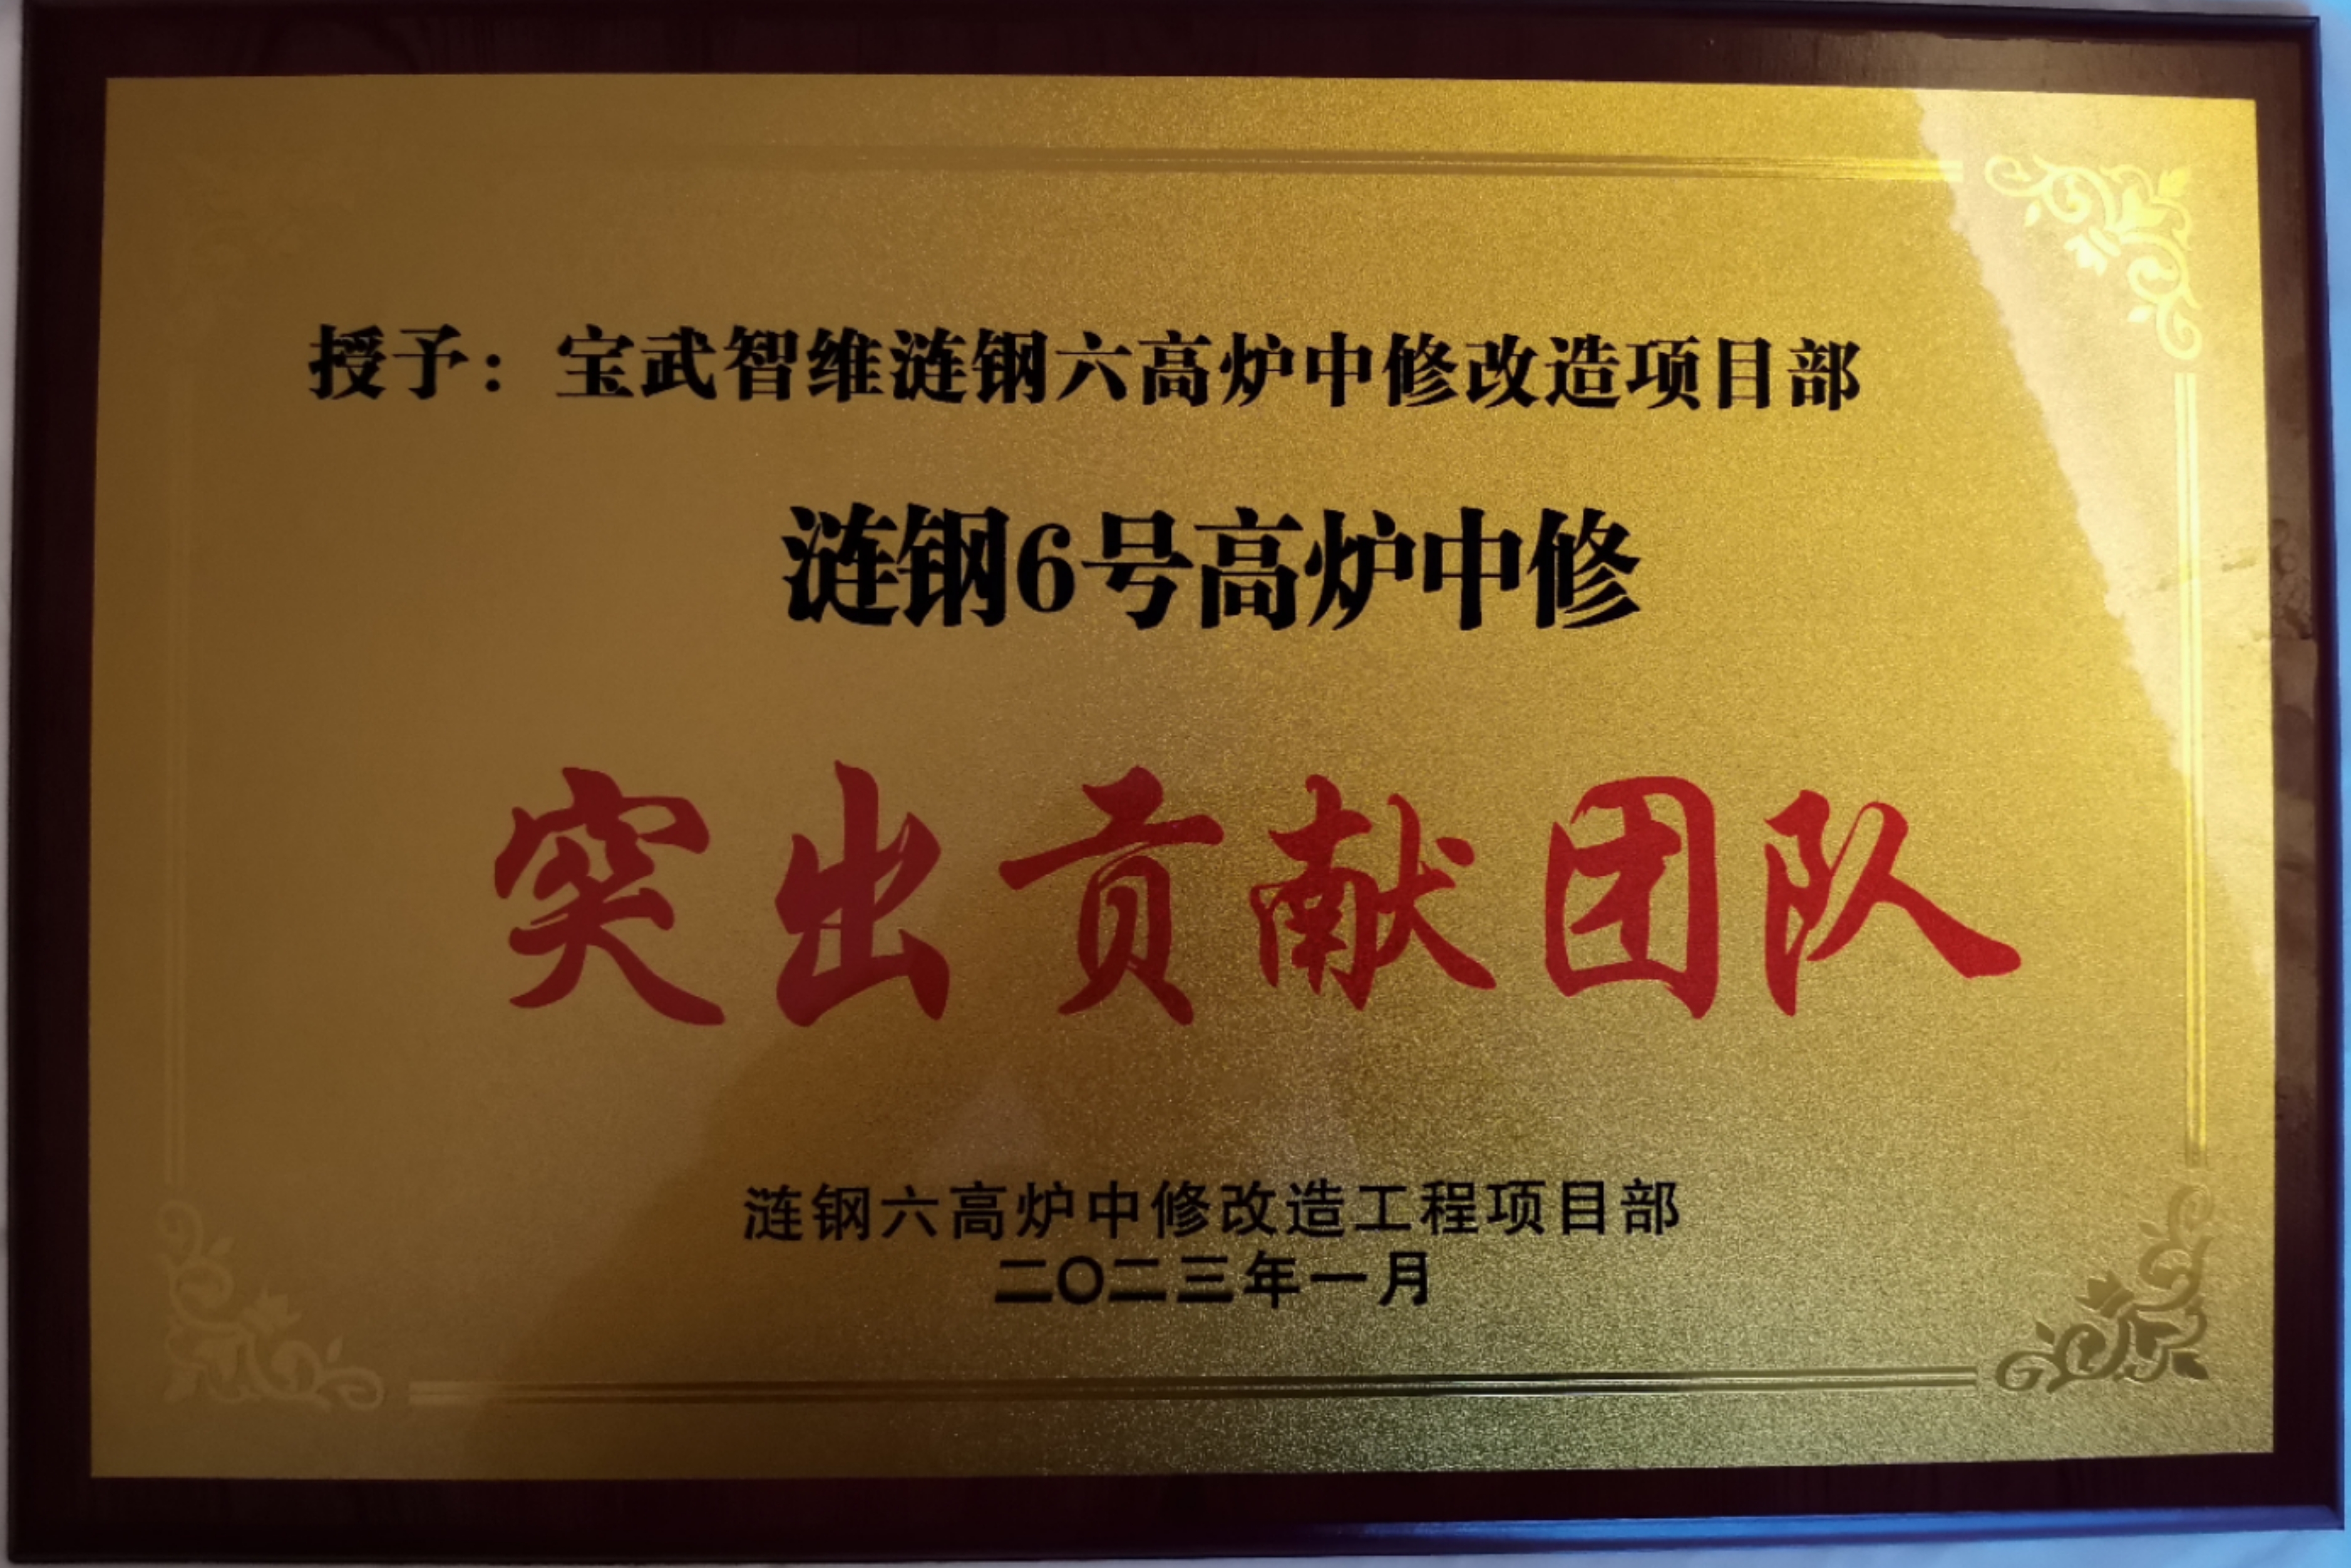 授予：宝武智维涟钢六高炉中修改造项目部
涟钢6号高炉中修
突出贡献团队
涟钢六高炉中修改造工程项目部
二〇二三年一月